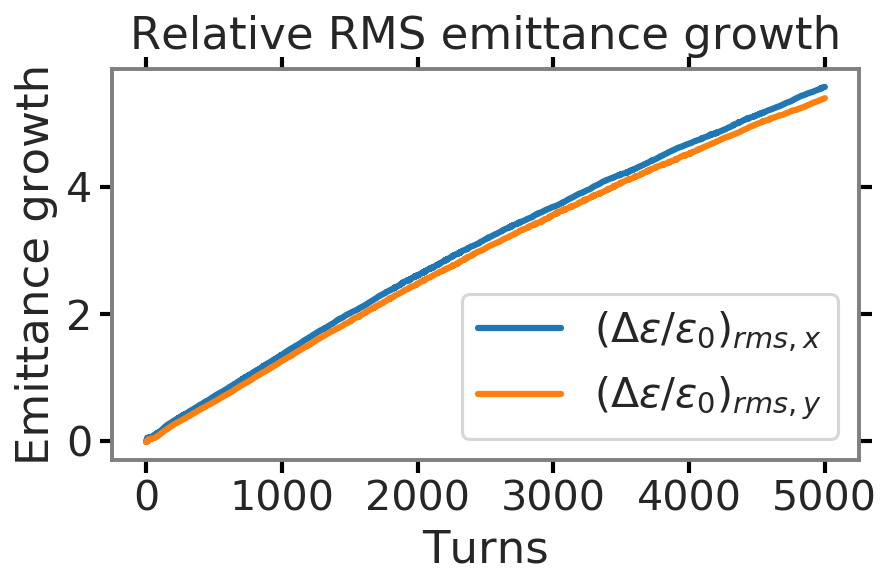 Relative RMS emittance growth
Emittance growth
4
2
0
(Δε/ε₀)ᵣₘₛ,ₓ
(Δε/ε₀)ᵣₘₛ,y
0 1000 2000 3000 4000 5000
Turns